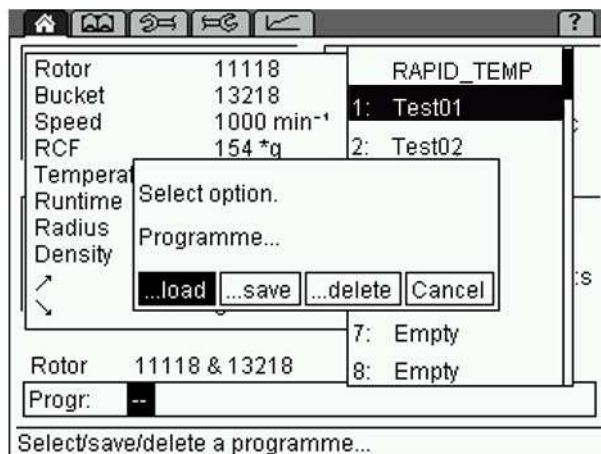 ?
Rotor 11118
Bucket 13218
Speed 1000 min⁻¹
RCF 154 *g
Runtime
Radius
Density
RAPID_TEMP
1: Test01
2: Test02
Select option.
Programme...
...load ...save ...delete Cancel
7: Empty
8: Empty
Rotor 11118 & 13218
Progr: --
Select/save/delete a programme...